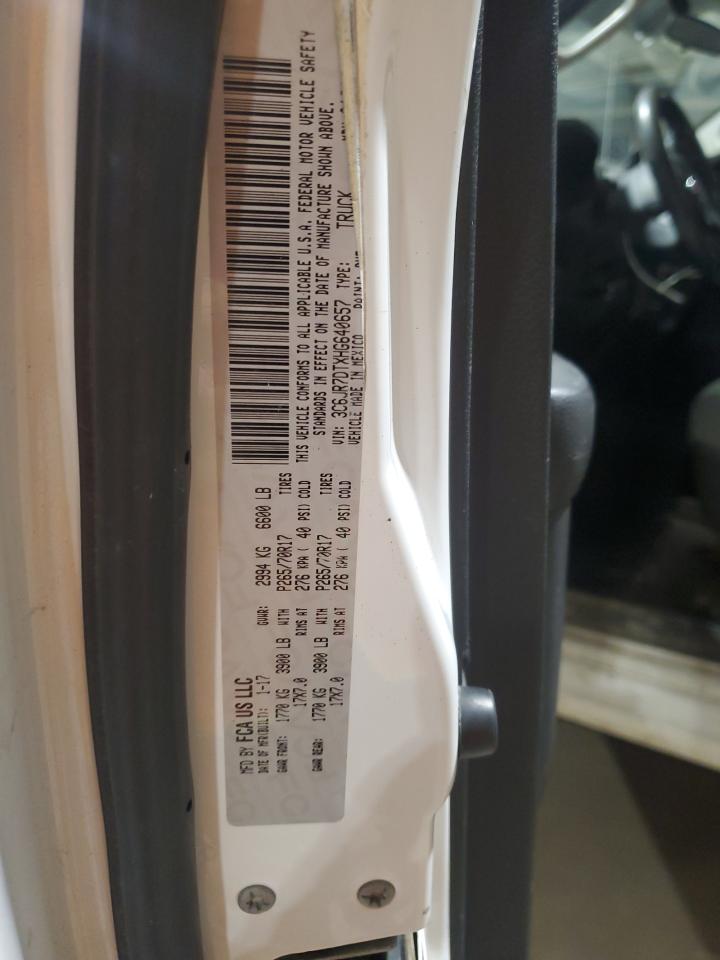 MFD BY FCA US LLC
DATE OF MFR(BUILT): 1-17 GVWR: 2994 KG 6600 LB
GAWR FRONT: 1770 KG 3900 LB WITH P265/70R17 TIRES
17X7.0 RIMS AT 276 KPA ( 40 PSI) COLD
GAWR REAR: 1770 KG 3900 LB WITH P265/70R17 TIRES
17X7.0 RIMS AT 276 KPA ( 40 PSI) COLD
THIS VEHICLE CONFORMS TO ALL APPLICABLE U.S.A. FEDERAL MOTOR VEHICLE SAFETY
STANDARDS IN EFFECT ON THE DATE OF MANUFACTURE SHOWN ABOVE.
VIN: 3C6JR7DTXHG640657 TYPE: TRUCK
VEHICLE MADE IN MEXICO PAINT: